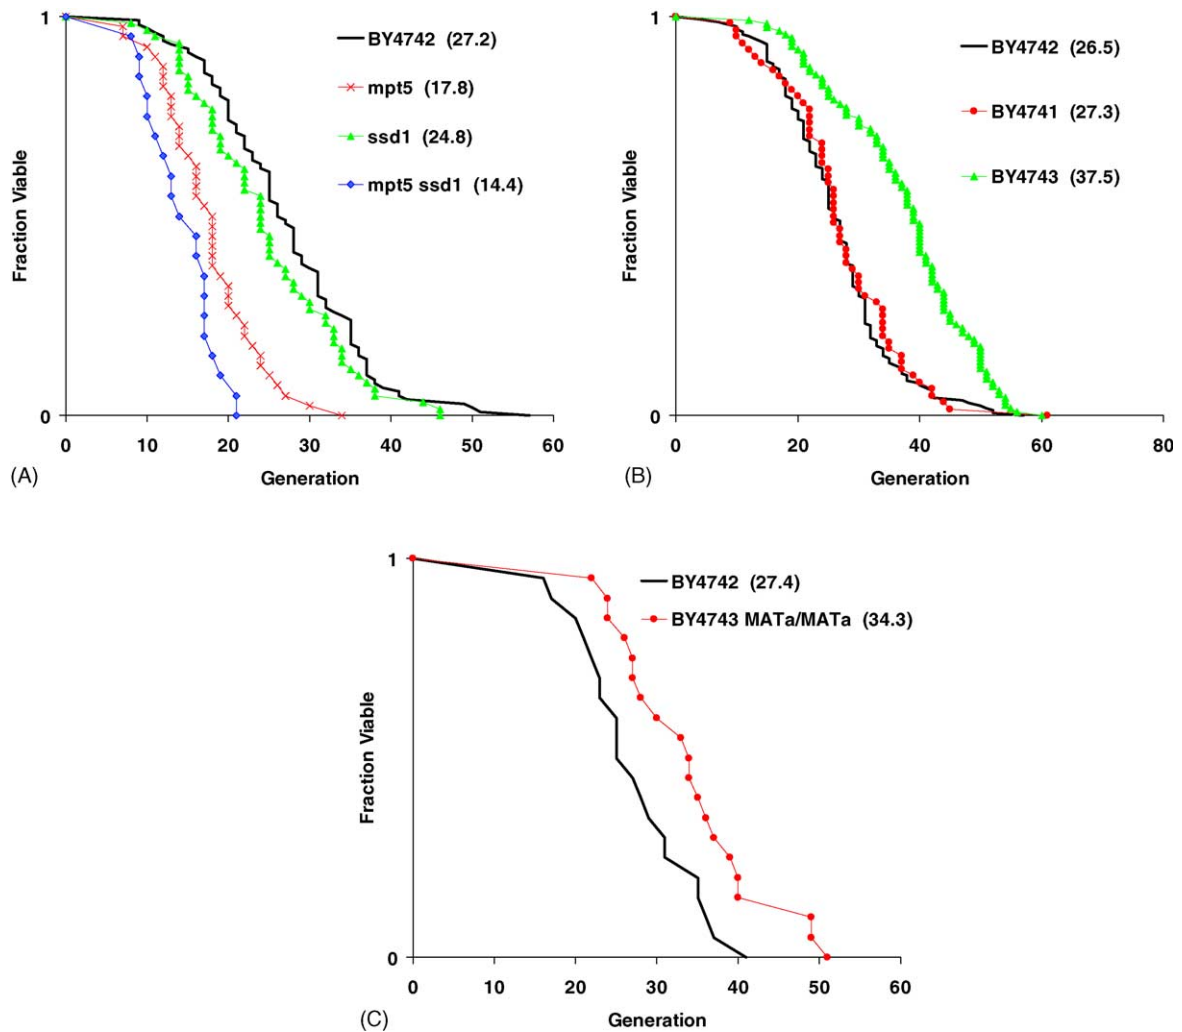 1
BY4742 (27.2)
mpt5 (17.8)
ssd1 (24.8)
mpt5 ssd1 (14.4)
Fraction Viable
0
0 10 20 30 40 50 60
Generation
(A)
1
BY4742 (26.5)
BY4741 (27.3)
BY4743 (37.5)
Fraction Viable
0
0 20 40 60 80
Generation
(B)
1
BY4742 (27.4)
BY4743 MATa/MATa (34.3)
Fraction Viable
0
0 10 20 30 40 50 60
Generation
(C)